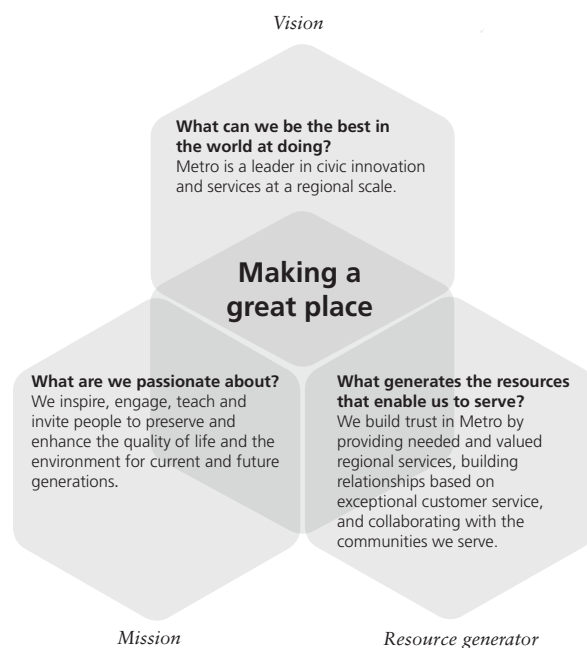 Vision
What can we be the best in
the world at doing?
Metro is a leader in civic innovation
and services at a regional scale.
Making a
great place
What are we passionate about?
We inspire, engage, teach and
invite people to preserve and
enhance the quality of life and the
environment for current and future
generations.
What generates the resources
that enable us to serve?
We build trust in Metro by
providing needed and valued
regional services, building
relationships based on
exceptional customer service,
and collaborating with the
communities we serve.
Mission
Resource generator